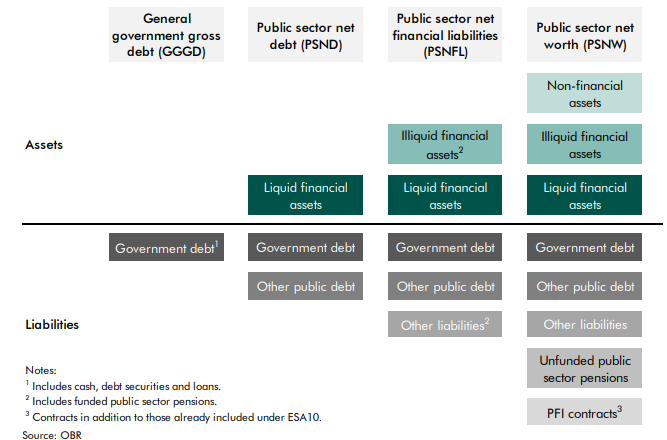 General
government gross
debt (GGGD)
Public sector net
debt (PSND)
Public sector net
financial liabilities
(PSNFL)
Public sector net
worth (PSNW)
Non-financial
assets
Assets
Illiquid financial
assets²
Illiquid financial
assets
Liquid financial
assets
Liquid financial
assets
Liquid financial
assets
Government debt¹
Government debt
Government debt
Government debt
Other public debt
Other public debt
Other public debt
Liabilities
Other liabilities²
Other liabilities
Unfunded public
sector pensions
PFI contracts³
Notes:
¹ Includes cash, debt securities and loans.
² Includes funded public sector pensions.
³ Contracts in addition to those already included under ESA10.
Source: OBR